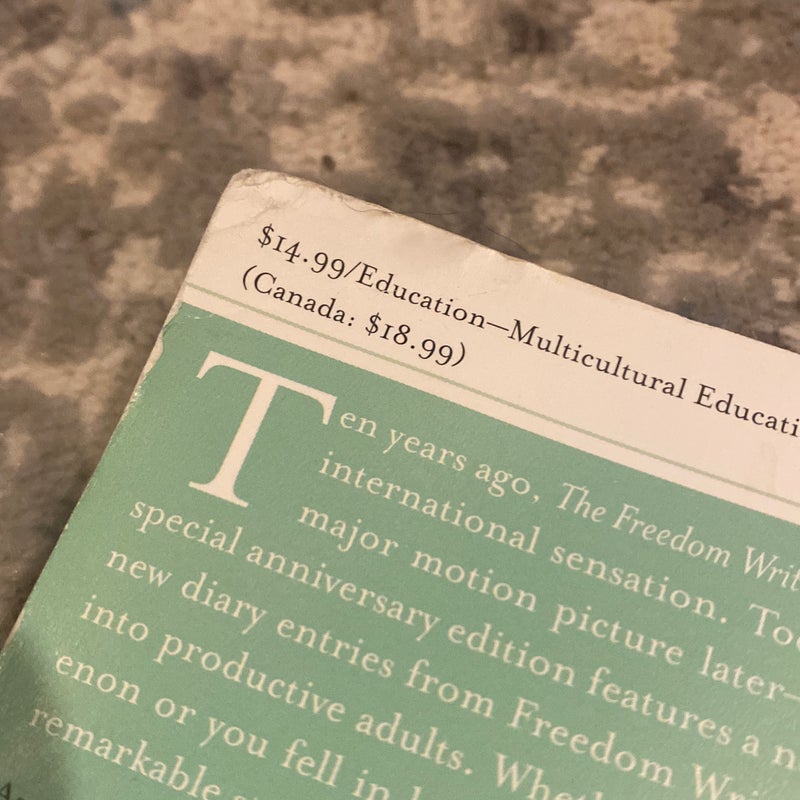 $14.99/Education—Multicultural Educati
(Canada: $18.99)
Ten years ago, The Freedom Writ
international sensation. To
major motion picture later—
special anniversary edition features a n
new diary entries from Freedom Wri
into productive adults. Wheth
enon or you fell in l
remarkable s